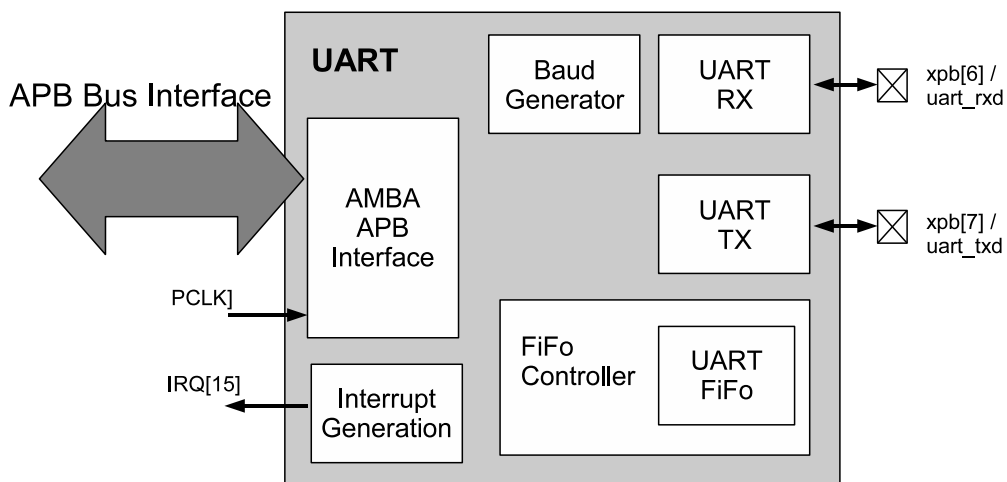 APB Bus Interface
PCLK]
IRQ[15]
UART
AMBA
APB
Interface
Interrupt
Generation
Baud
Generator
UART
RX
UART
TX
FiFo
Controller
UART
FiFo
xpb[6] /
uart_rxd
xpb[7] /
uart_txd